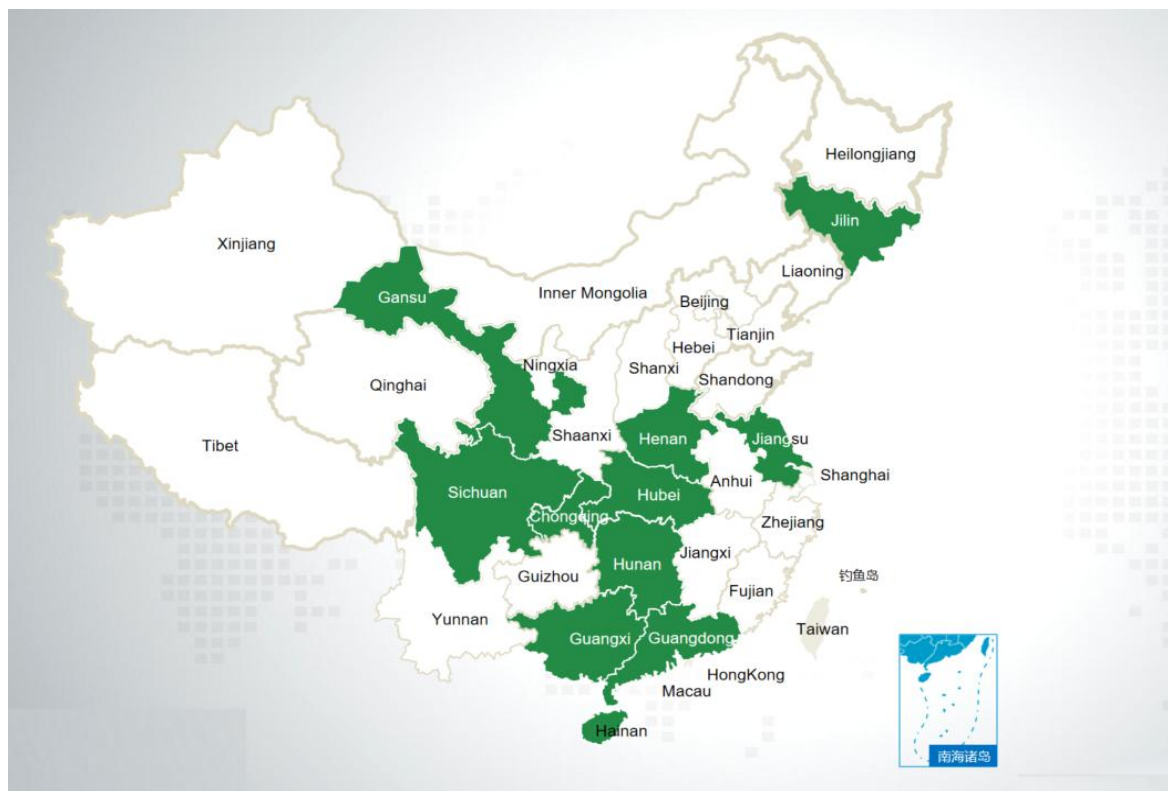 Heilongjiang
Jilin
Xinjiang
Liaoning
Gansu
Inner Mongolia
Beijing
Tianjin
Hebei
Ningxia
Shanxi
Shandong
Qinghai
Shaanxi
Henan
Jiangsu
Tibet
Shanghai
Anhui
Sichuan
Hubei
Chongqing
Zhejiang
Jiangxi
Hunan
Guizhou
钓鱼岛
Fujian
Yunnan
Taiwan
Guangxi
Guangdong
HongKong
Macau
Hainan
南海诸岛